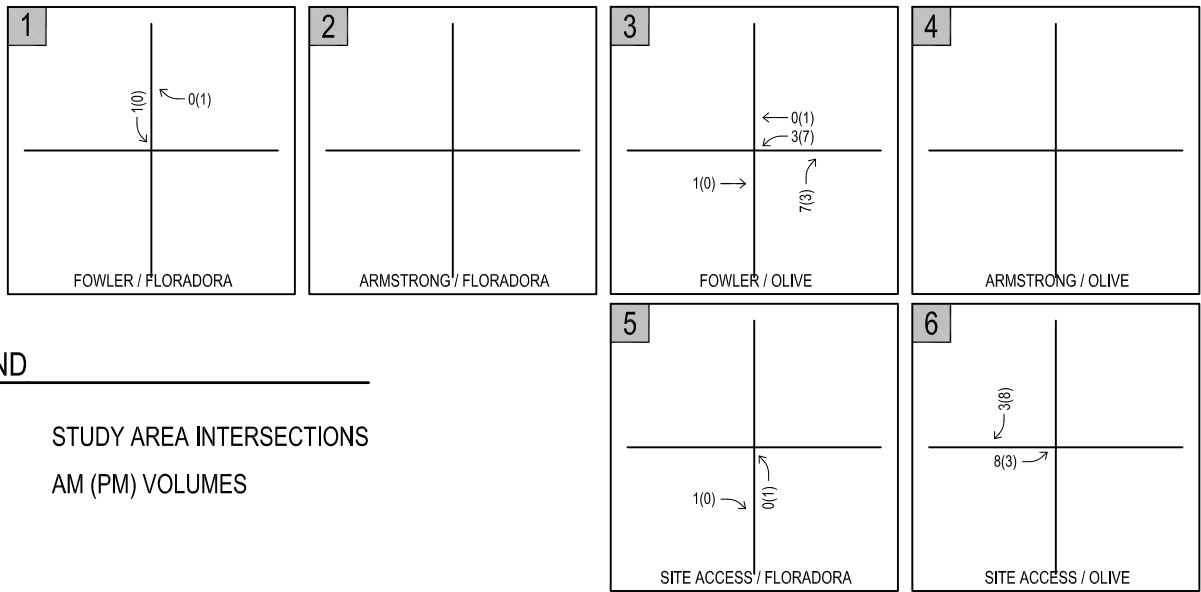 1
1(0)
0(1)
FOWLER / FLORADORA
2
ARMSTRONG / FLORADORA
3
0(1)
3(7)
1(0)
7(3)
FOWLER / OLIVE
4
ARMSTRONG / OLIVE
ND
STUDY AREA INTERSECTIONS
AM (PM) VOLUMES
5
1(0)
0(1)
SITE ACCESS / FLORADORA
6
3(8)
8(3)
SITE ACCESS / OLIVE